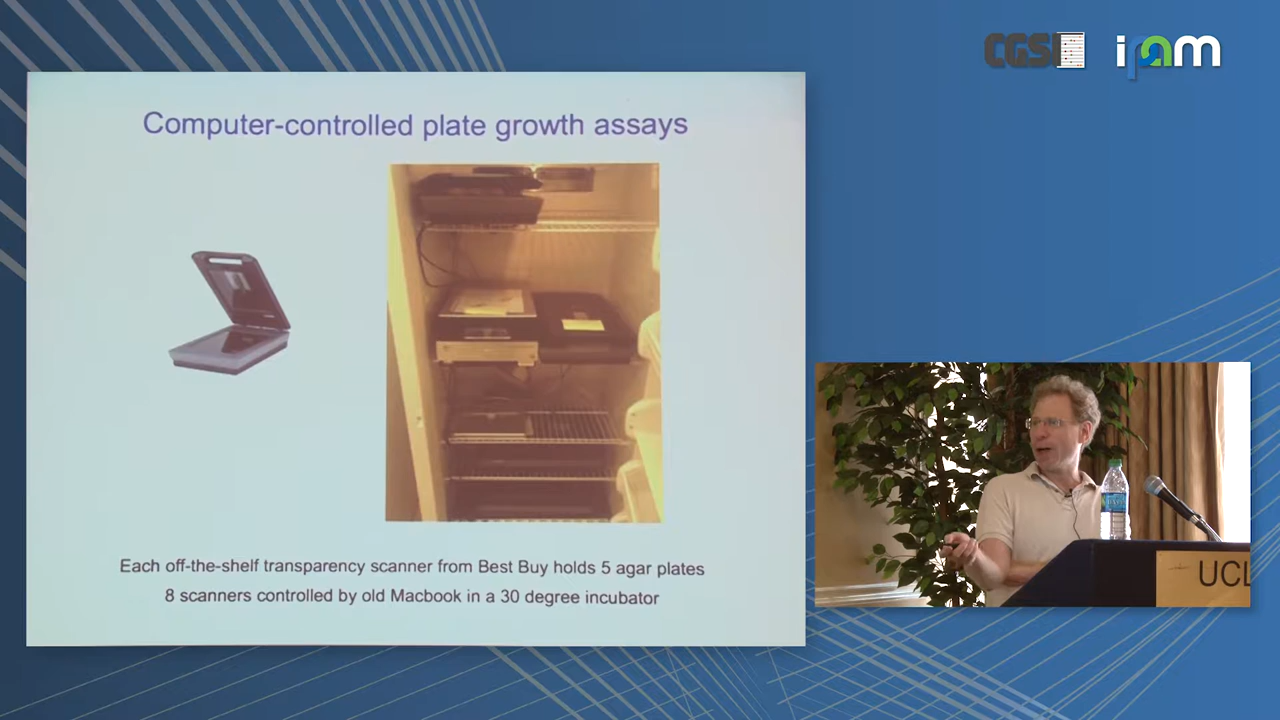 CGSI
ipam
Computer-controlled plate growth assays
Each off-the-shelf transparency scanner from Best Buy holds 5 agar plates
8 scanners controlled by old Macbook in a 30 degree incubator
UCL